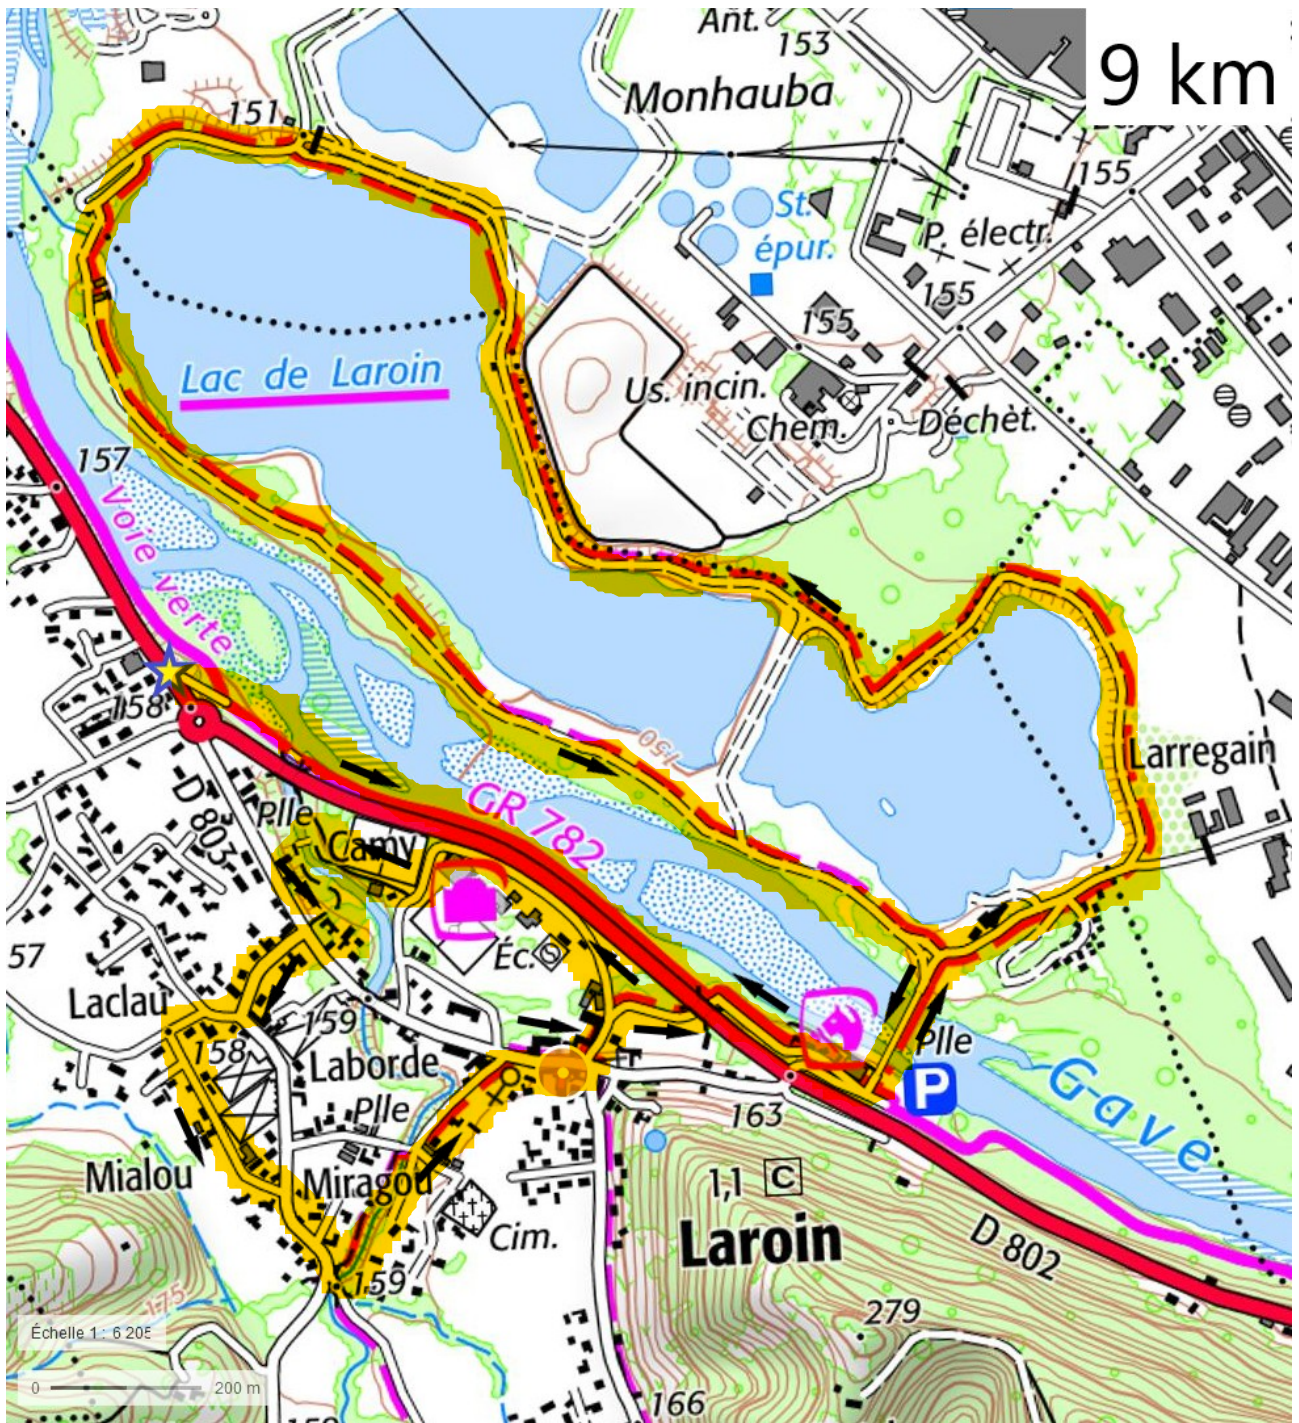 Ant.
153
9 km
Monhauba
151
155
St.
épur.
P. électr.
155
155
Lac de Laroin
Us. incin.
Chem.
Déchèt.
157
Voie verte
158
150
Larregain
D 803
Plle
Camy
GR 782
57
Éc.
S
Laclau
159
158
Laborde
Plle
Plle
P
Gave
163
Mialou
Miragou
1,1 C
Cim.
Laroin
D 802
159
175
279
Échelle 1 : 6 205
0 200 m
166